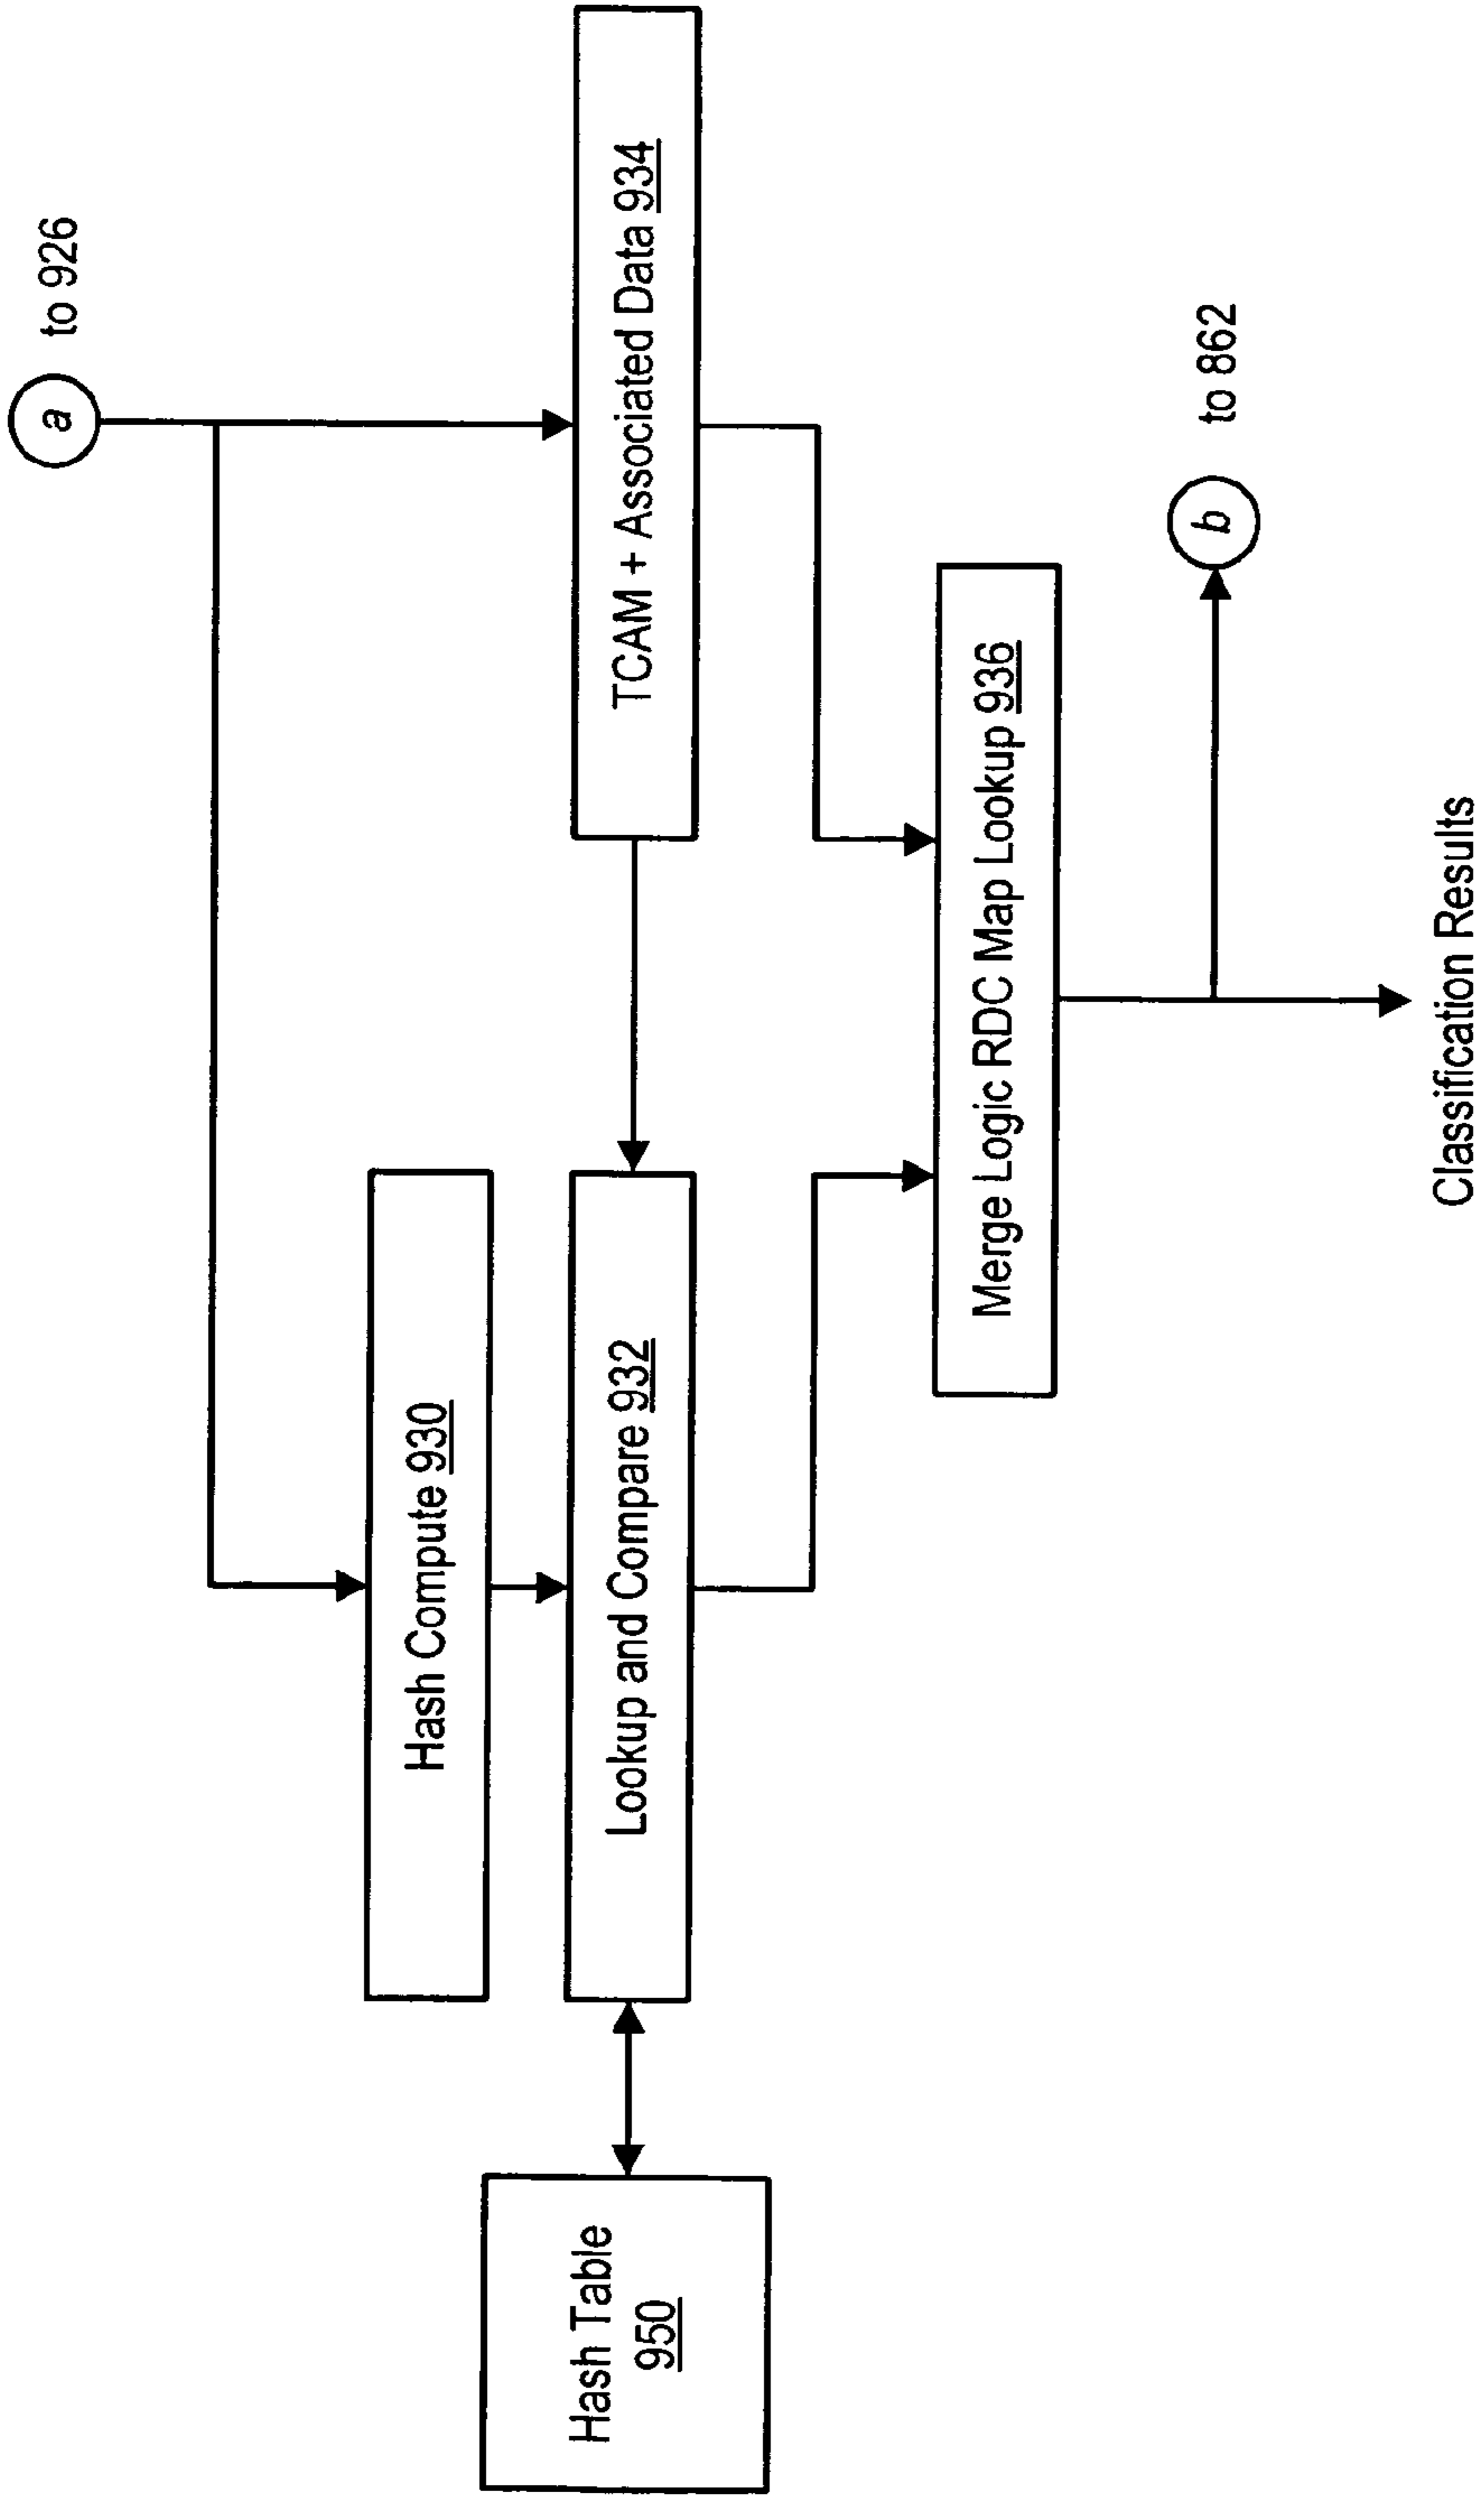 a to 926
Hash Compute 930
Hash Table
950
Lookup and Compare 932
TCAM + Associated Data 934
Merge Logic RDC Map Lookup 936
b to 862
Classification Results